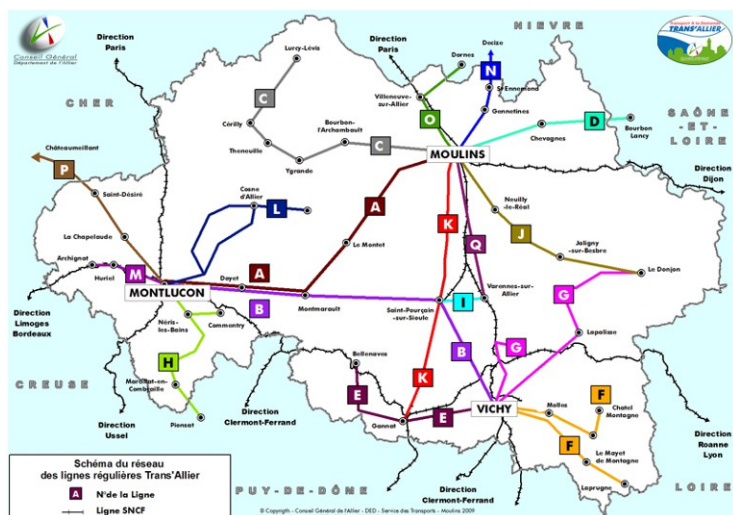 Conseil Général
Département de l'Allier
Direction
Paris
Direction
Paris
NIEVRE
TRANS'ALLIER
Lurcy-Lévis
Dornes
Decize
N
St Ennemond
Villeneuve-
sur-Allier
Gennetines
CHER
C
O
D
SAÔNE
-ET-
LOIRE
Cérilly
Bourbon-
l'Archambault
Chevagnes
Bourbon
Lancy
Theneuille
C
Châteaumeillant
Ygrande
MOULINS
P
Direction
Dijon
Saint-Désiré
Cosne
d'Allier
L
A
Neuilly
-le-Réal
K
J
La Chapelaude
Le Montet
Q
Jaligny
-sur-Besbre
Archignat
Huriel
M
Doyet
A
Le Donjon
MONTLUCON
B
Montmarault
Saint-Pourçain
-sur-Sioule
I
Varennes-sur-
Allier
G
Direction
Limoges
Bordeaux
Néris-
les-Bains
Commentry
B
G
Lapalisse
H
Bellenaves
CREUSE
Marcillat-en-
Combraille
K
E
F
Pionsat
Gannat
E
VICHY
Molles
Chatel
Montagne
Direction
Ussel
Direction
Clermont-Ferrand
F
Le Mayet
de Montagne
Direction
Roanne
Lyon
Laprugne
Schéma du réseau
des lignes régulières Trans'Allier
A
N°de la Ligne
Ligne SNCF
PUY-DE-DÔME
Direction
Clermont-Ferrand
LOIRE
© Copyrigth - Conseil Général de l'Allier - DED - Service des Transports - Moulins 2009